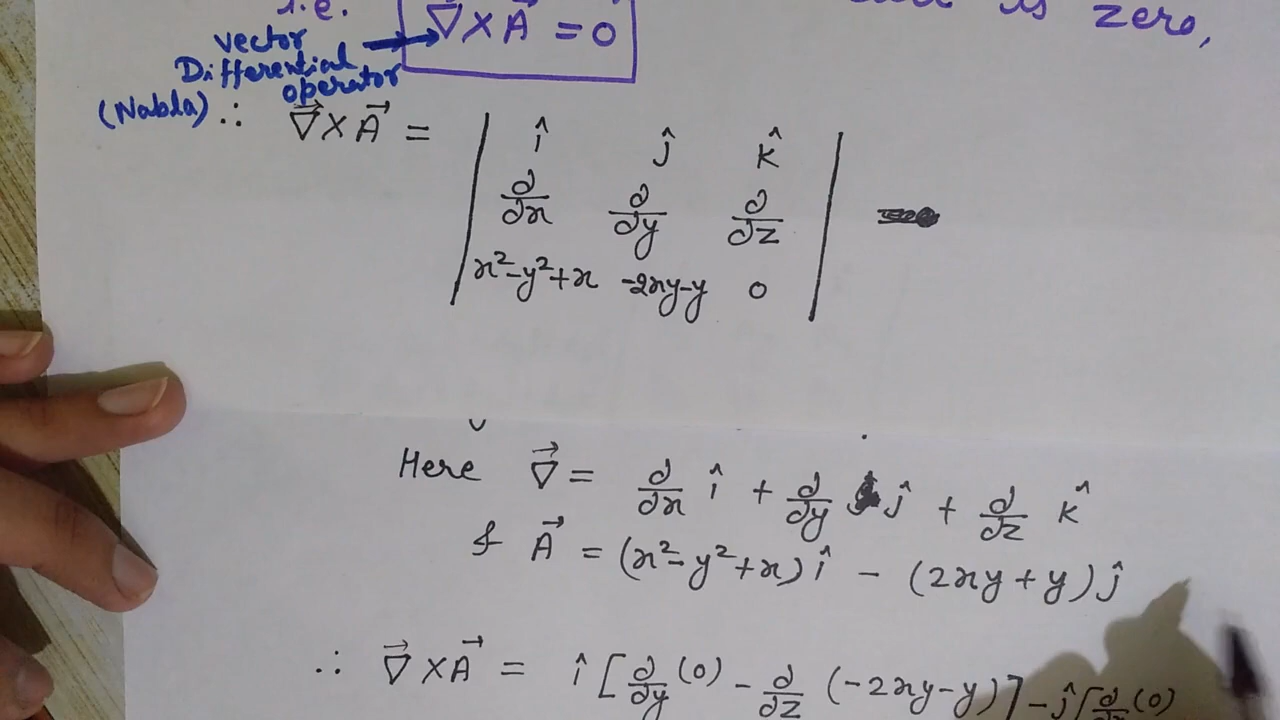 i.e. ∇⃗ × A⃗ = 0 is zero,
vector
Differential
operator
(Nabla) ∴ ∇⃗ × A⃗ = | î ĵ k̂ |
∂/∂x ∂/∂y ∂/∂z
x²-y²+x -2xy-y 0
Here ∇⃗ = ∂/∂x î + ∂/∂y ĵ + ∂/∂z k̂
& A⃗ = (x²-y²+x) î - (2xy+y) ĵ
∴ ∇⃗ × A⃗ = î [∂/∂y (0) - ∂/∂z (-2xy-y)] - ĵ [∂/∂x (0)